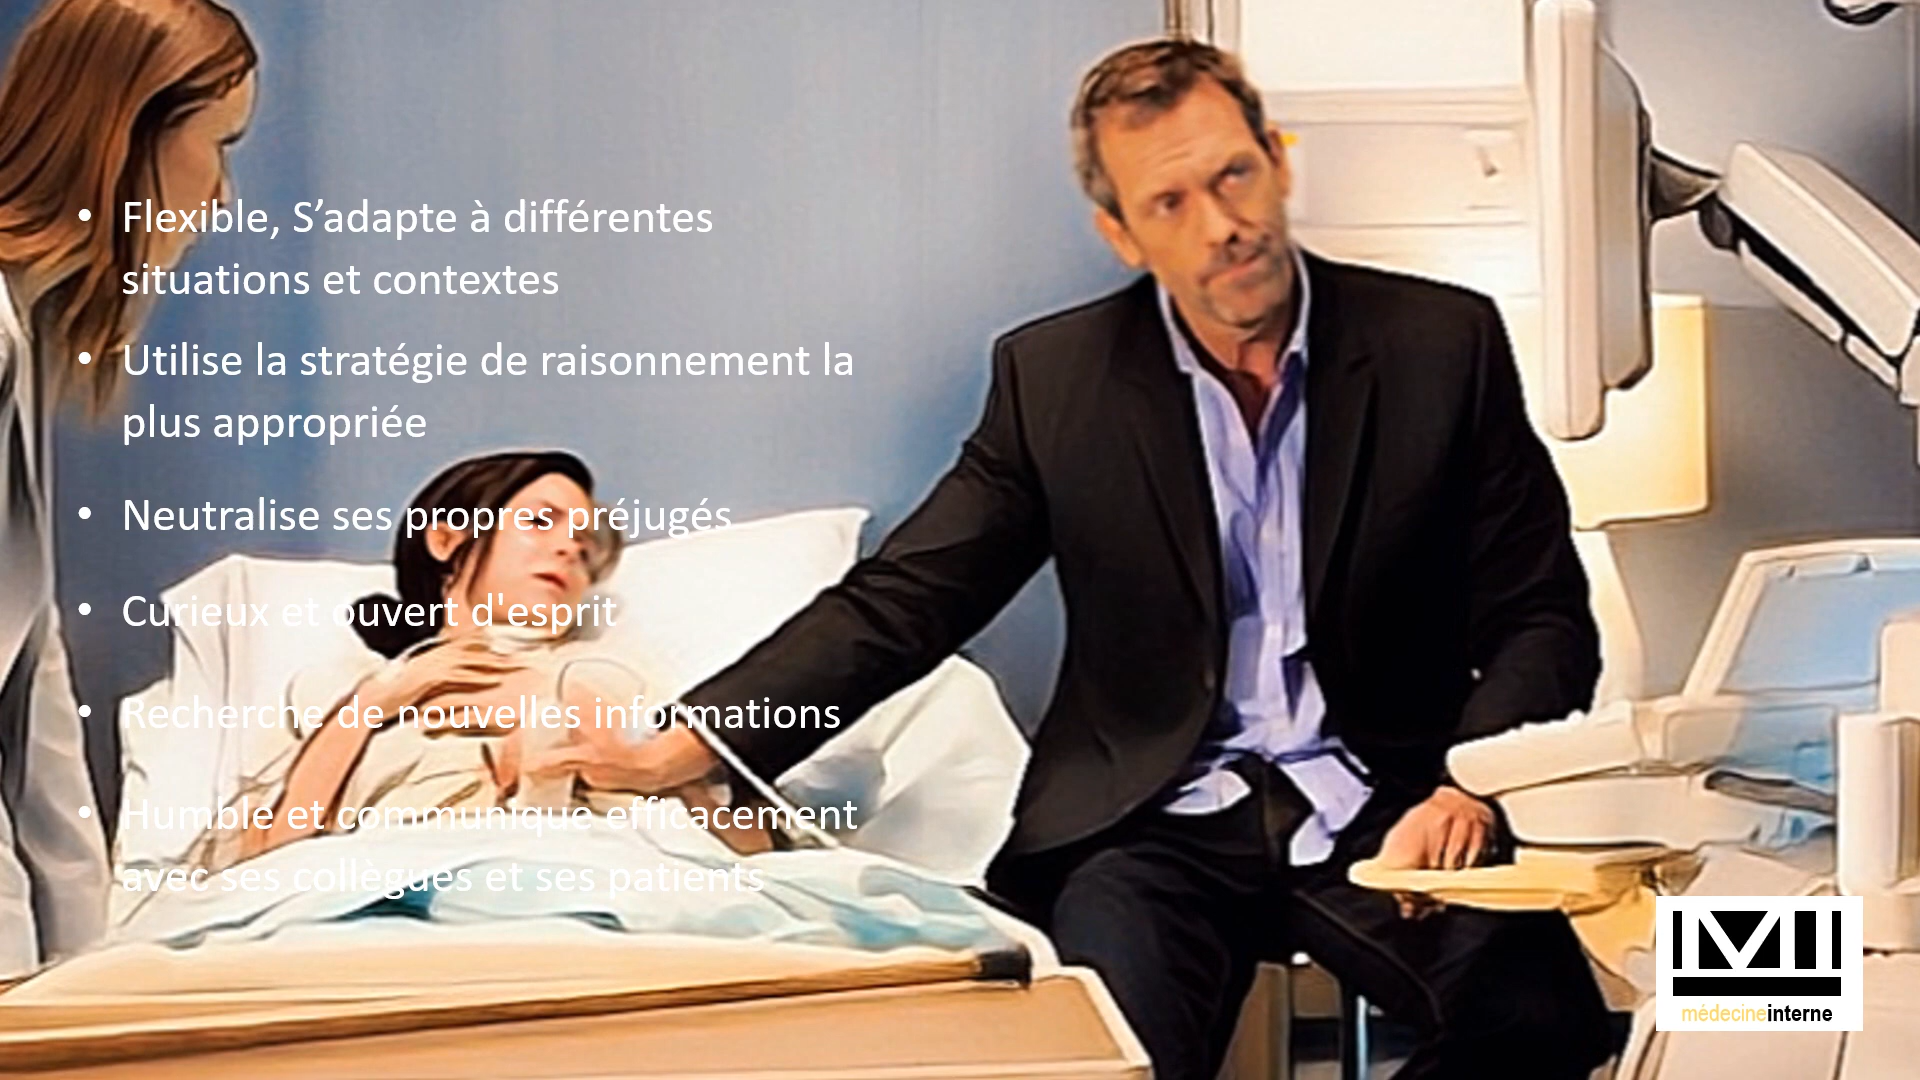 • Flexible, S’adapte à différentes
situations et contextes
• Utilise la stratégie de raisonnement la
plus appropriée
• Neutralise ses propres préjugés
• Curieux et ouvert d'esprit
• Recherche de nouvelles informations
• Humble et communique efficacement
avec ses collègues et ses patients
MI
médecineinterne